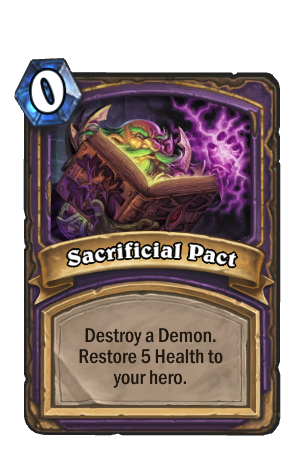 0
Sacrificial Pact
Destroy a Demon.
Restore 5 Health to
your hero.